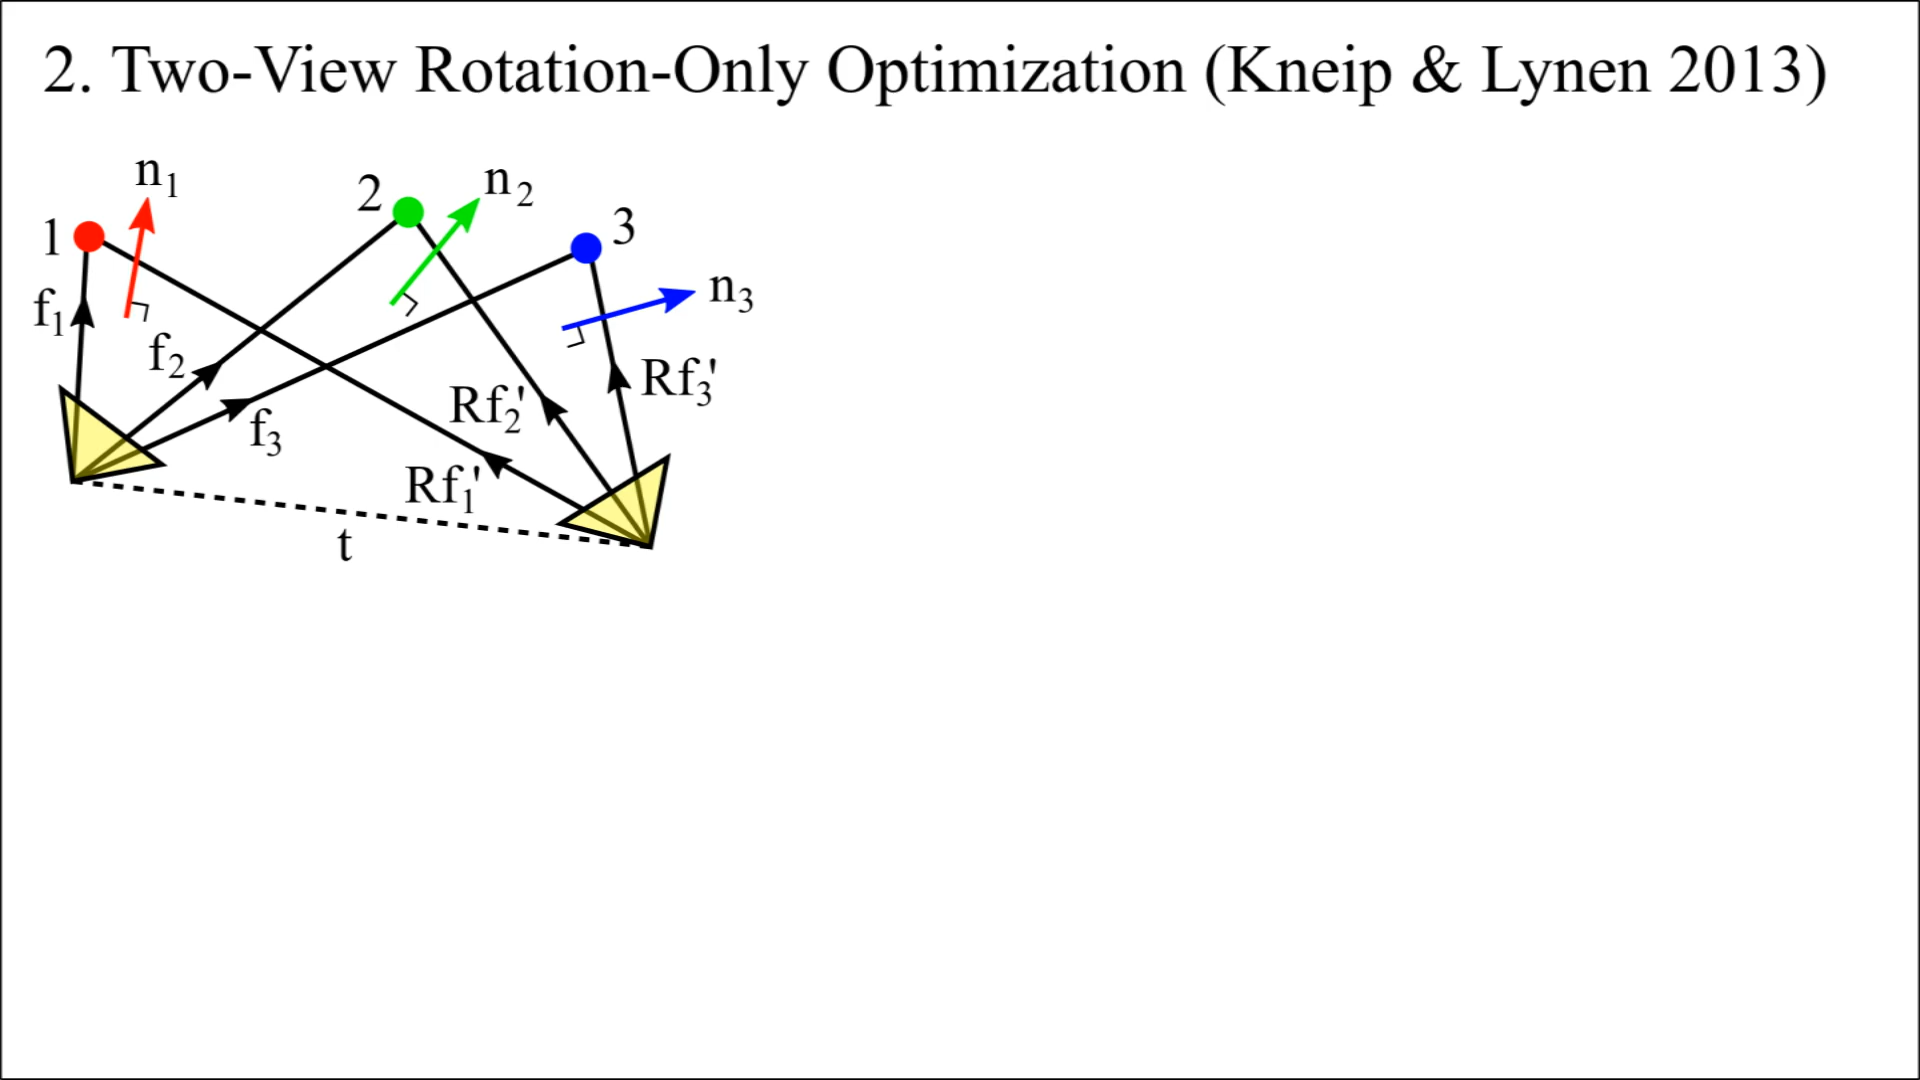 2. Two-View Rotation-Only Optimization (Kneip & Lynen 2013)
n1
2
n2
1
3
f1
n3
f2
Rf3'
f3
Rf2'
Rf1'
t